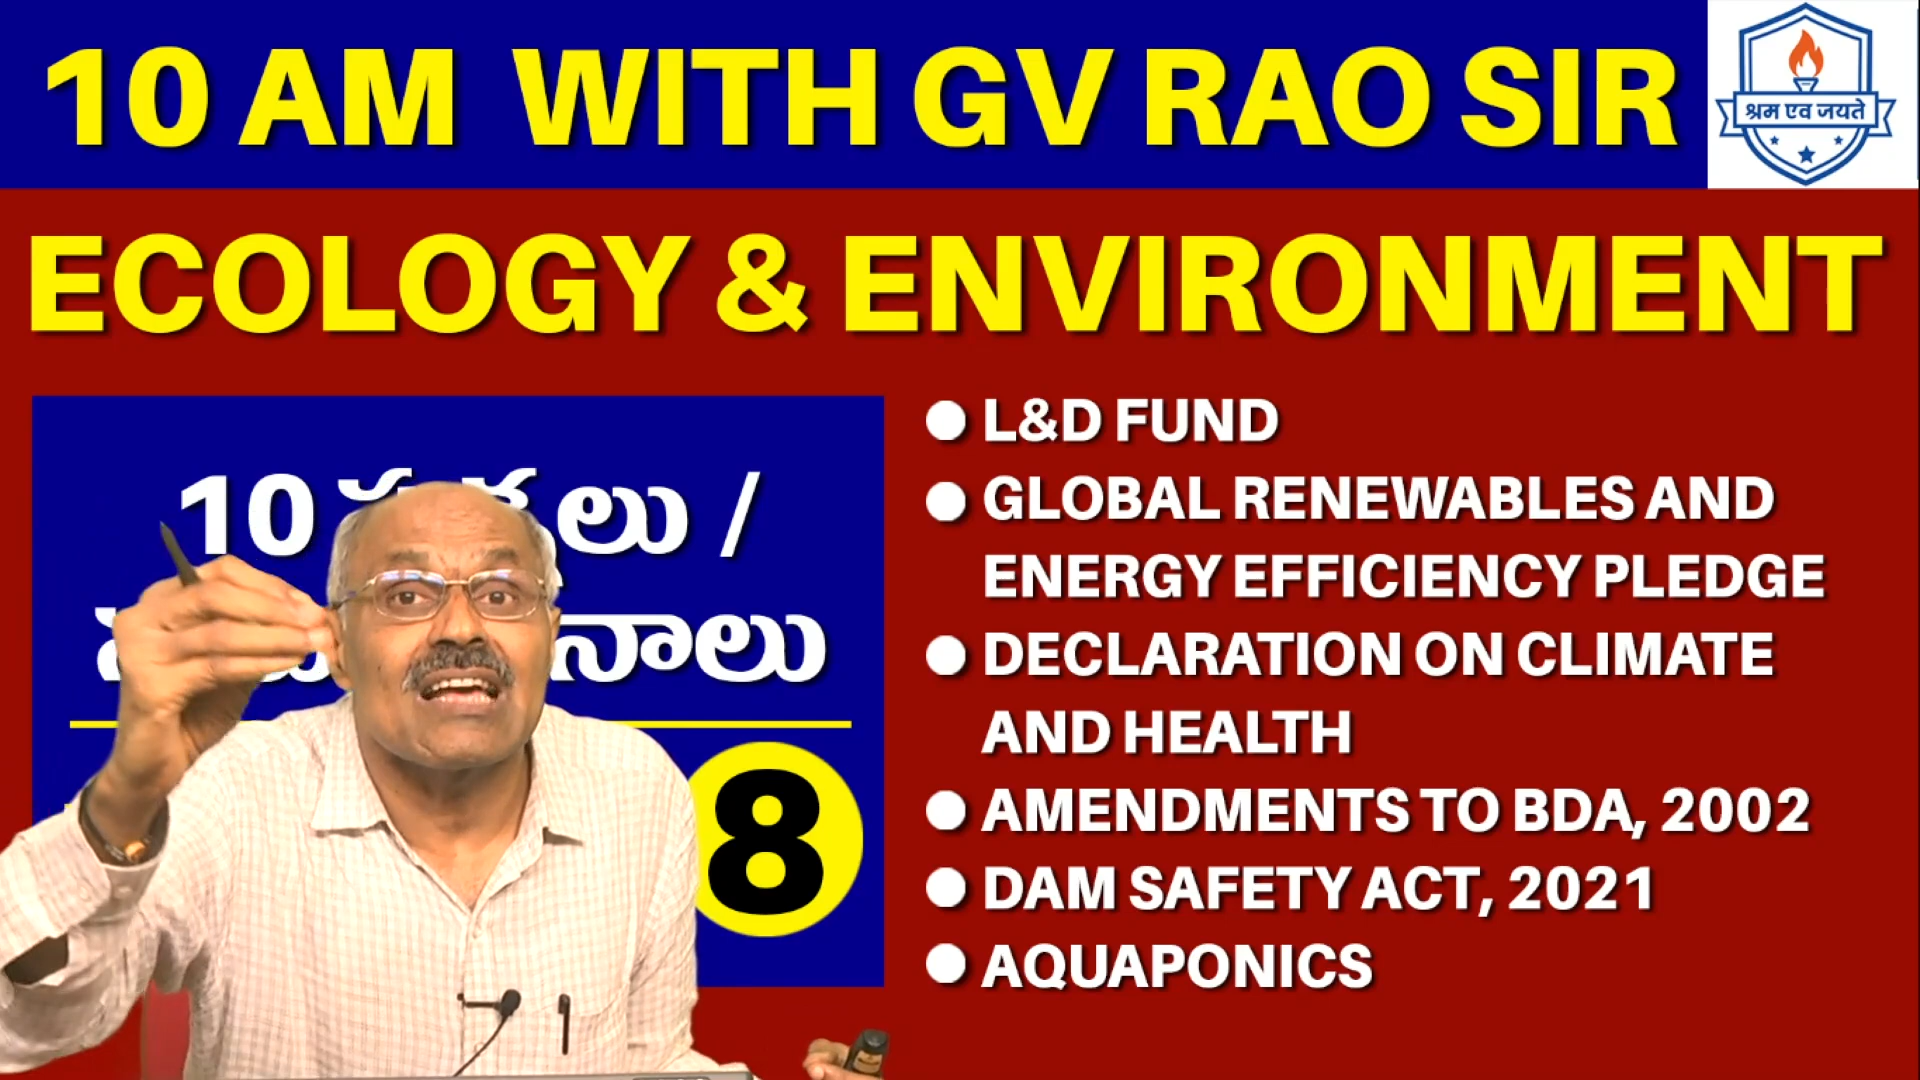 10 AM WITH GV RAO SIR
श्रम एव जयते
ECOLOGY & ENVIRONMENT
10 /
8
● L&D FUND
● GLOBAL RENEWABLES AND
ENERGY EFFICIENCY PLEDGE
● DECLARATION ON CLIMATE
AND HEALTH
● AMENDMENTS TO BDA, 2002
● DAM SAFETY ACT, 2021
● AQUAPONICS